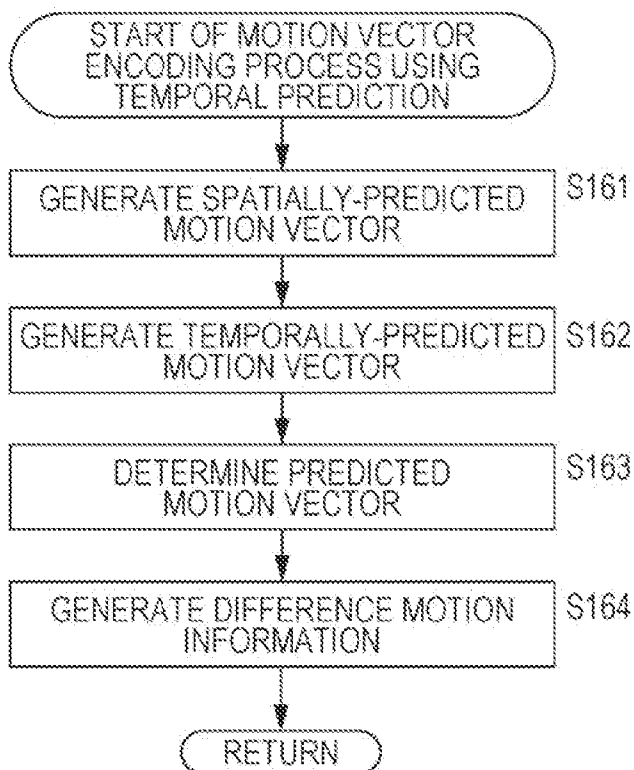 START OF MOTION VECTOR
ENCODING PROCESS USING
TEMPORAL PREDICTION
GENERATE SPATIALLY-PREDICTED
MOTION VECTOR
S161
GENERATE TEMPORALLY-PREDICTED
MOTION VECTOR
S162
DETERMINE PREDICTED
MOTION VECTOR
S163
GENERATE DIFFERENCE MOTION
INFORMATION
S164
RETURN